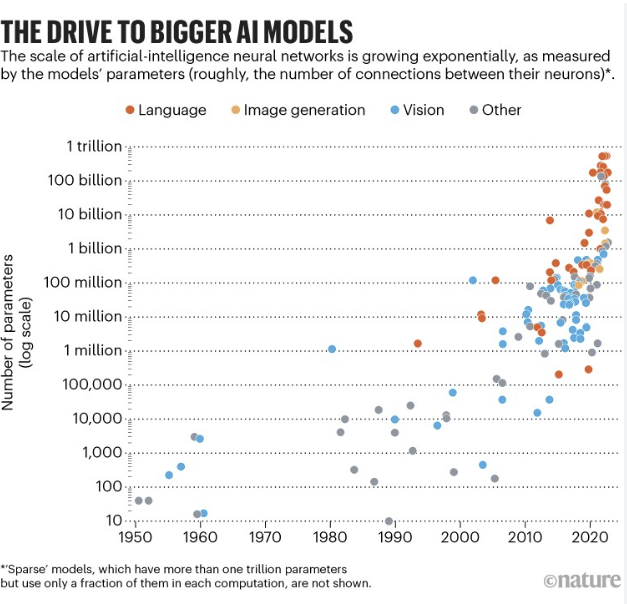 THE DRIVE TO BIGGER AI MODELS
The scale of artificial-intelligence neural networks is growing exponentially, as measured
by the models' parameters (roughly, the number of connections between their neurons)*.
Language Image generation Vision Other
Number of parameters
(log scale)
1 trillion
100 billion
10 billion
1 billion
100 million
10 million
1 million
100,000
10,000
1,000
100
10
1950 1960 1970 1980 1990 2000 2010 2020
*'Sparse' models, which have more than one trillion parameters
but use only a fraction of them in each computation, are not shown.
©nature